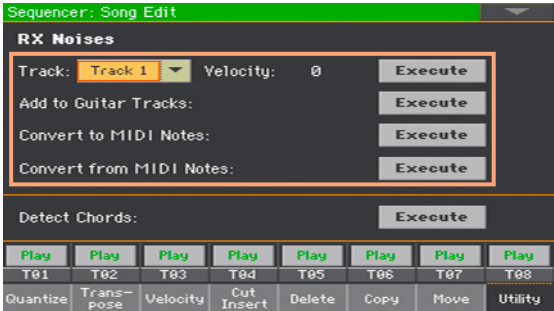 Sequencer: Song Edit
RX Noises
Track: Track 1 Velocity: 0 Execute
Add to Guitar Tracks: Execute
Convert to MIDI Notes: Execute
Convert from MIDI Notes: Execute
Detect Chords: Execute
Play Play Play Play Play Play Play Play
T01 T02 T03 T04 T05 T06 T07 T08
Quantize Trans- Velocity Cut Delete Copy Move Utility
pose Insert